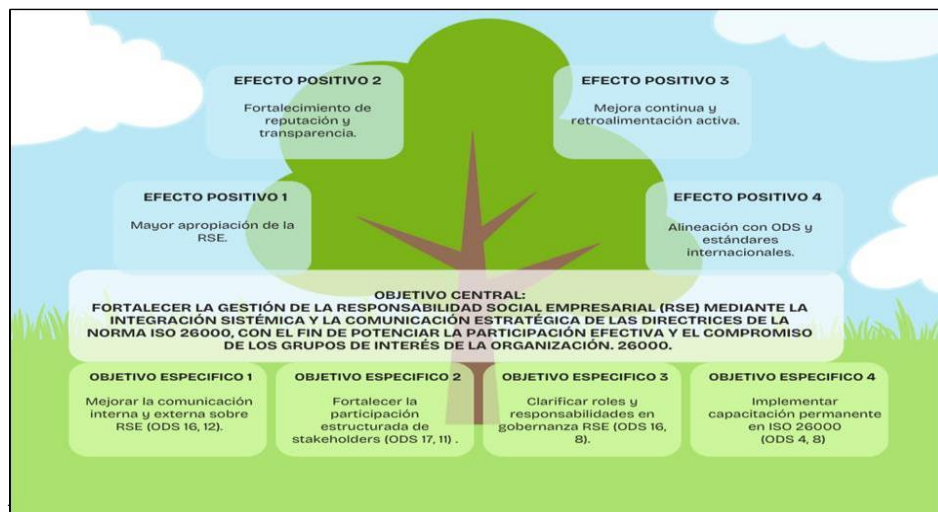 EFECTO POSITIVO 2
Fortalecimiento de
reputación y
transparencia.
EFECTO POSITIVO 3
Mejora continua y
retroalimentación activa.
EFECTO POSITIVO 1
Mayor apropiación de la
RSE.
EFECTO POSITIVO 4
Alineación con ODS y
estándares
internacionales.
OBJETIVO CENTRAL:
FORTALECER LA GESTIÓN DE LA RESPONSABILIDAD SOCIAL EMPRESARIAL (RSE) MEDIANTE LA
INTEGRACIÓN SISTÉMICA Y LA COMUNICACIÓN ESTRATÉGICA DE LAS DIRECTRICES DE LA
NORMA ISO 26000, CON EL FIN DE POTENCIAR LA PARTICIPACIÓN EFECTIVA Y EL COMPROMISO
DE LOS GRUPOS DE INTERÉS DE LA ORGANIZACIÓN. 26000.
OBJETIVO ESPECIFICO 1
Mejorar la comunicación
interna y externa sobre
RSE (ODS 16, 12).
OBJETIVO ESPECIFICO 2
Fortalecer la
participación
estructurada de
stakeholders (ODS 17, 11) .
OBJETIVO ESPECIFICO 3
Clarificar roles y
responsabilidades en
gobernanza RSE (ODS 16,
8).
OBJETIVO ESPECIFICO 4
Implementar
capacitación permanente
en ISO 26000
(ODS 4, 8)